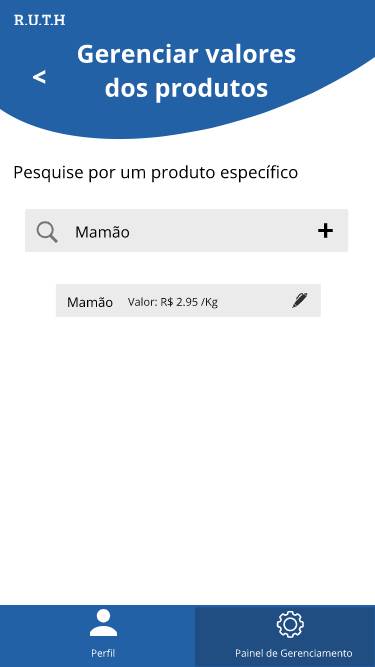 R.U.T.H
Gerenciar valores
<
dos produtos
Pesquise por um produto específico
Mamão +
Mamão Valor: R$ 2.95 /Kg
Perfil Painel de Gerenciamento